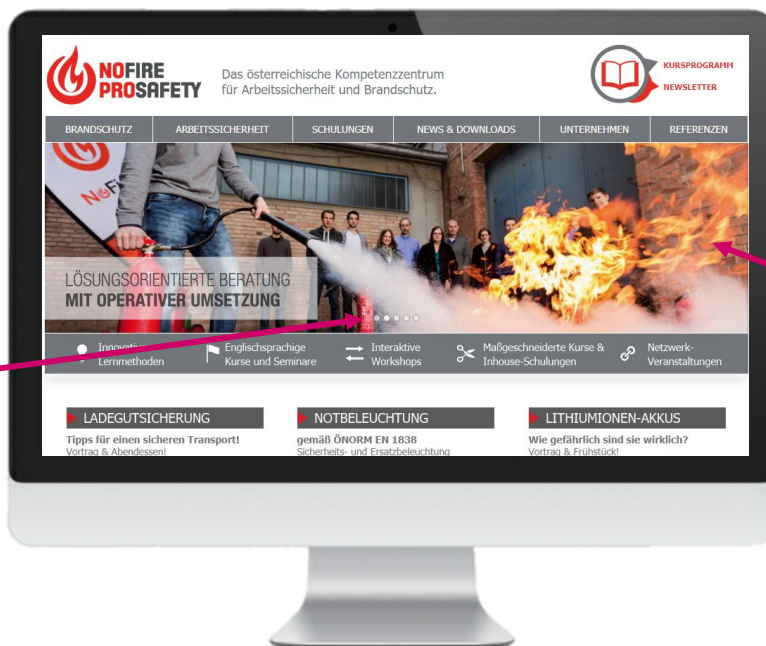 NOFIRE
PROSAFETY
Das österreichische Kompetenzzentrum
für Arbeitssicherheit und Brandschutz.
KURSPROGRAMM
NEWSLETTER
BRANDSCHUTZ
ARBEITSSICHERHEIT
SCHULUNGEN
NEWS & DOWNLOADS
UNTERNEHMEN
REFERENZEN
LÖSUNGSORIENTIERTE BERATUNG
MIT OPERATIVER UMSETZUNG
Innovative
Lernmethoden
Englischsprachige
Kurse und Seminare
Interaktive
Workshops
Maßgeschneiderte Kurse &
Inhouse-Schulungen
Netzwerk-
Veranstaltungen
LADEGUTSICHERUNG
Tipps für einen sicheren Transport!
Vortrag & Abendessen!
NOTBELEUCHTUNG
gemäß ÖNORM EN 1838
Sicherheits- und Ersatzbeleuchtung
LITHIUMIONEN-AKKUS
Wie gefährlich sind sie wirklich?
Vortrag & Frühstück!